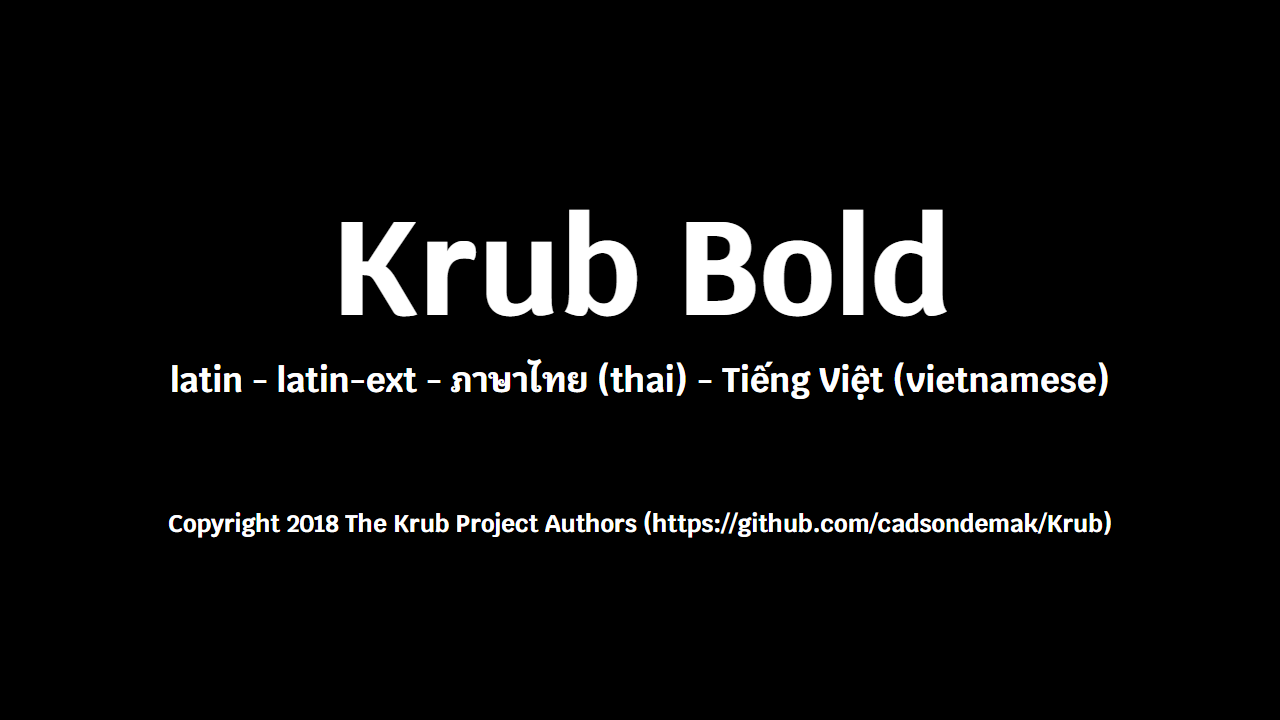 Krub Bold
latin - latin-ext - ภาษาไทย (thai) - Tiếng Việt (vietnamese)
Copyright 2018 The Krub Project Authors (https://github.com/cadsondemak/Krub)